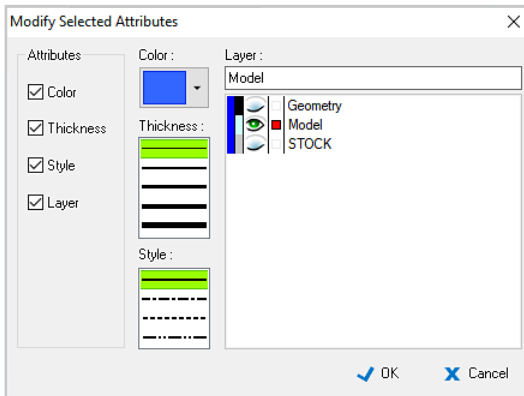 Modify Selected Attributes
Attributes
Color
Thickness
Style
Layer
Color :
Thickness :
Style :
Layer :
Model
Geometry
Model
STOCK
OK
Cancel